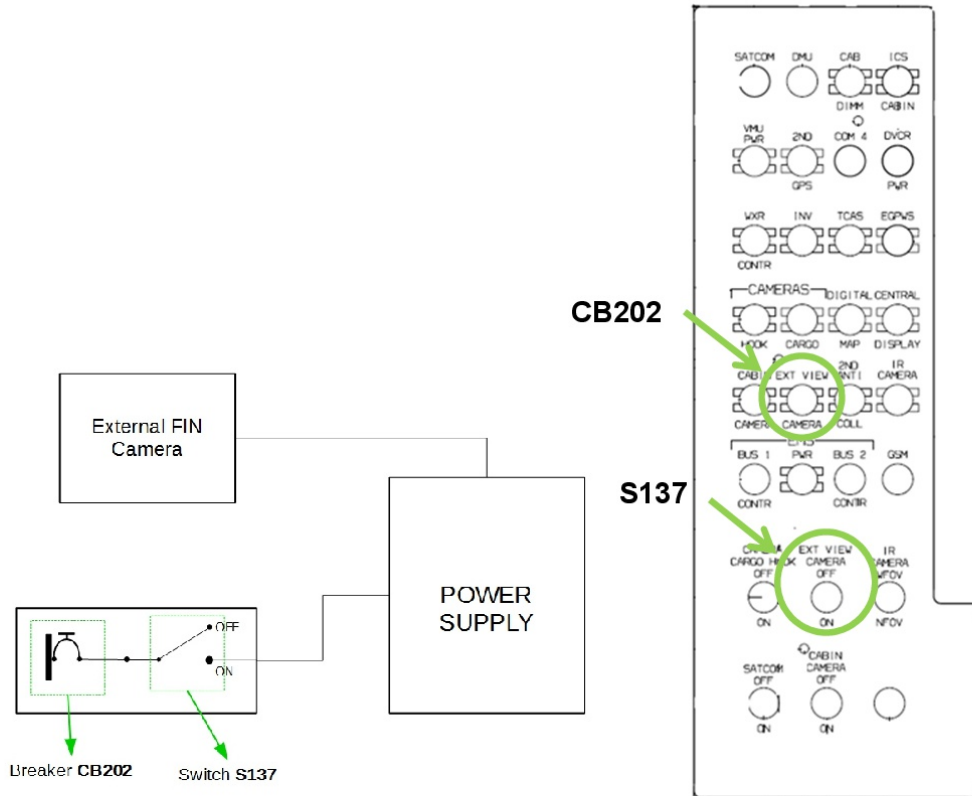 External FIN
Camera
POWER
SUPPLY
OFF
ON
Breaker CB202
Switch S137
CB202
S137
SATCOM DMU CAB ICS
DIMM CABIN
VMU
PWR 2ND COM 4 DVCR
GPS PWR
WXR INV TCAS EGPWS
CONTR
CAMERAS DIGITAL CENTRAL
HOOK CARGO MAP DISPLAY
CABIN EXT VIEW 2ND
ANTI IR
CAMERA
CAMER CAMERA COLL
EMS
BUS 1 PWR BUS 2 GSM
CONTR CONTR
CAMERA
CARGO HOOK
OFF
ON
EXT VIEW
CAMERA
OFF
ON
IR
CAMERA
WFOV
NFOV
SATCOM
OFF
ON
CABIN
CAMERA
OFF
ON